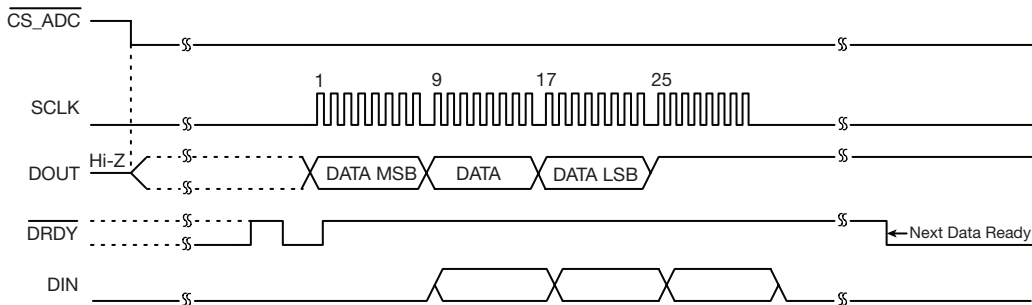 CS_ADC
1 9 17 25
SCLK
Hi-Z
DOUT DATA MSB DATA DATA LSB
DRDY Next Data Ready
DIN